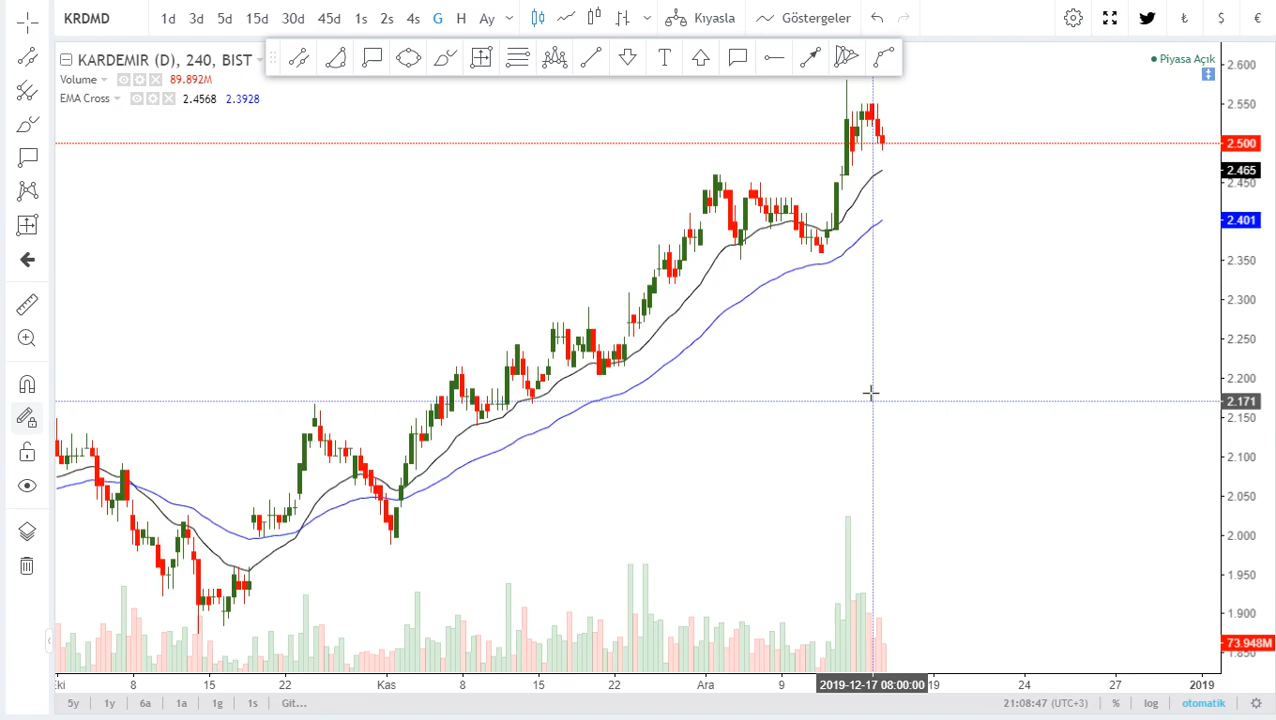 KRDMD 1d 3d 5d 15d 30d 45d 1s 2s 4s G H Ay Kıyasla Göstergeler ₺ $ €
KARDEMIR (D), 240, BIST
Piyasa Açık
Volume 89.892M
EMA Cross 2.4568 2.3928
2.600
2.550
2.500
2.465
2.450
2.401
2.350
2.300
2.250
2.200
2.171
2.150
2.100
2.050
2.000
1.950
1.900
73.948M
1.850
Eki 8 15 22 Kas 8 15 22 Ara 9 2019-12-17 08:00:00 19 24 27 2019
5y 1y 6a 1a 1g 1s Git... 21:08:47 (UTC+3) % log otomatik